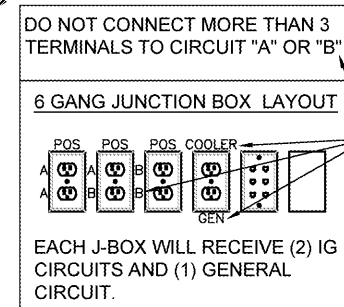 DO NOT CONNECT MORE THAN 3
TERMINALS TO CIRCUIT "A" OR "B"
6 GANG JUNCTION BOX LAYOUT
POS POS POS COOLER
A A B
A B B
GEN
EACH J-BOX WILL RECEIVE (2) IG
CIRCUITS AND (1) GENERAL
CIRCUIT.